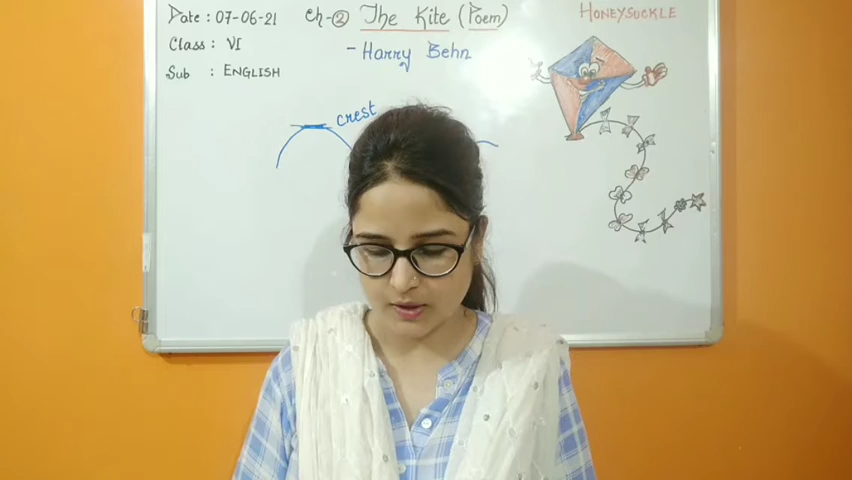 Date : 07-06-21
Ch-② The Kite (Poem)
HONEYSUCKLE
Class : VI
- Harry Behn
Sub : ENGLISH
crest